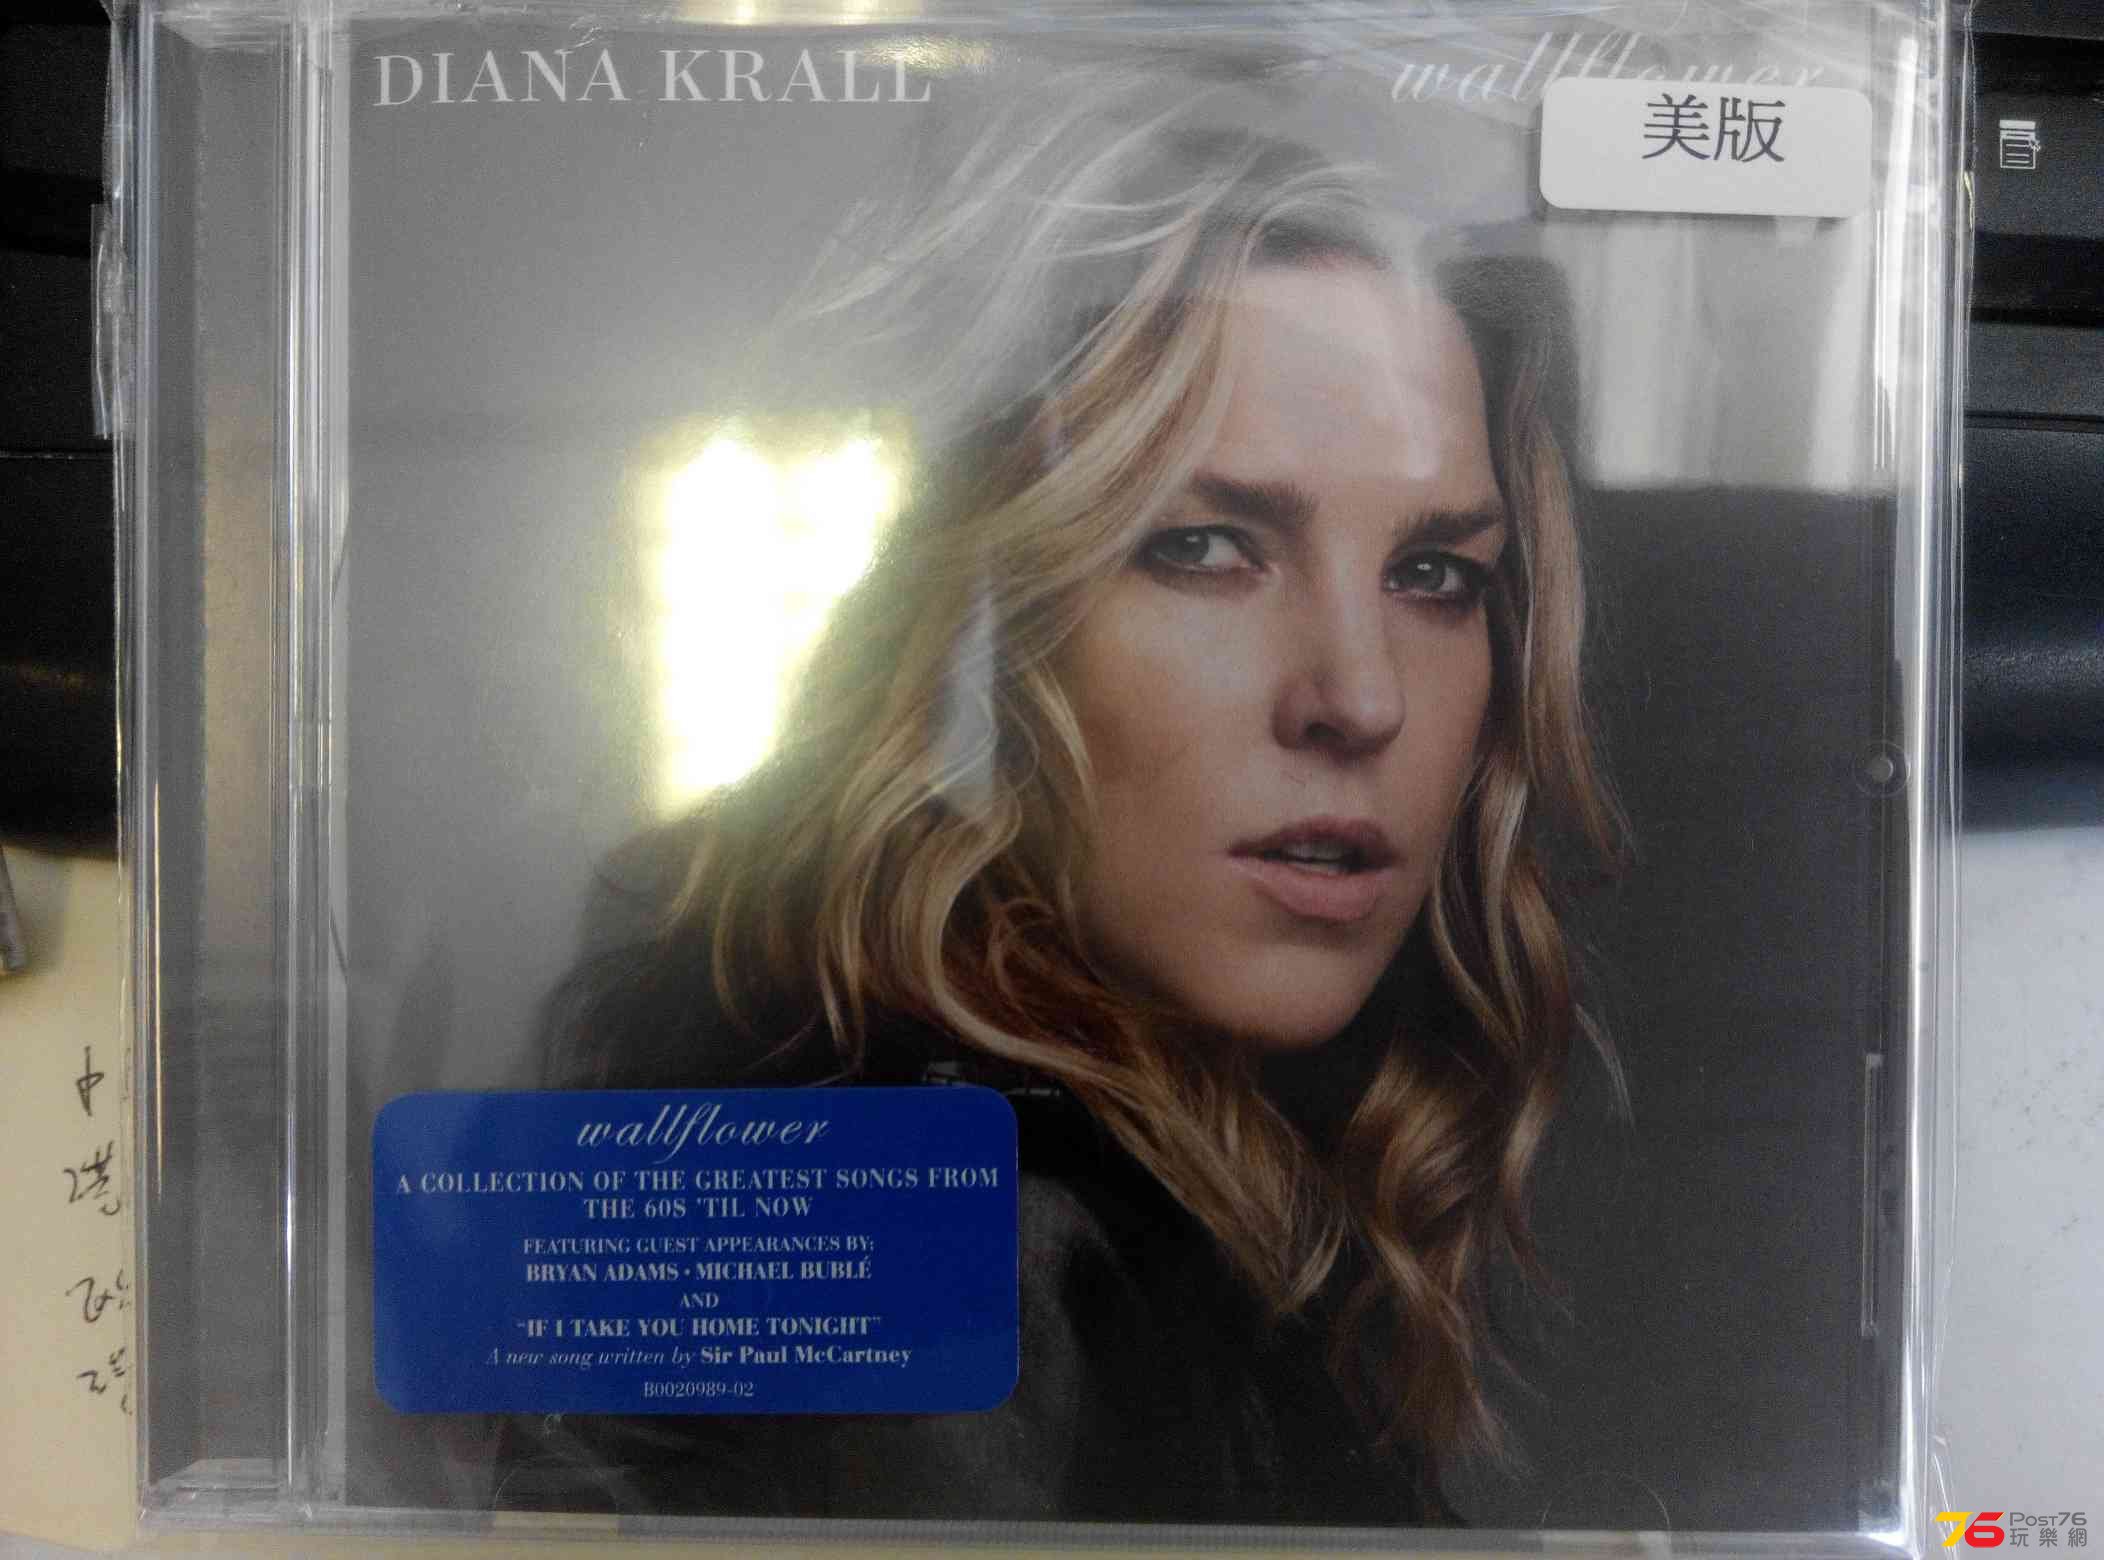 DIANA KRALL
wallflower
美版
wallflower
A COLLECTION OF THE GREATEST SONGS FROM
THE 60S 'TIL NOW
FEATURING GUEST APPEARANCES BY:
BRYAN ADAMS • MICHAEL BUBLÉ
AND
“IF I TAKE YOU HOME TONIGHT”
A new song written by Sir Paul McCartney
B0020989-02
中
76 POST76
玩樂網